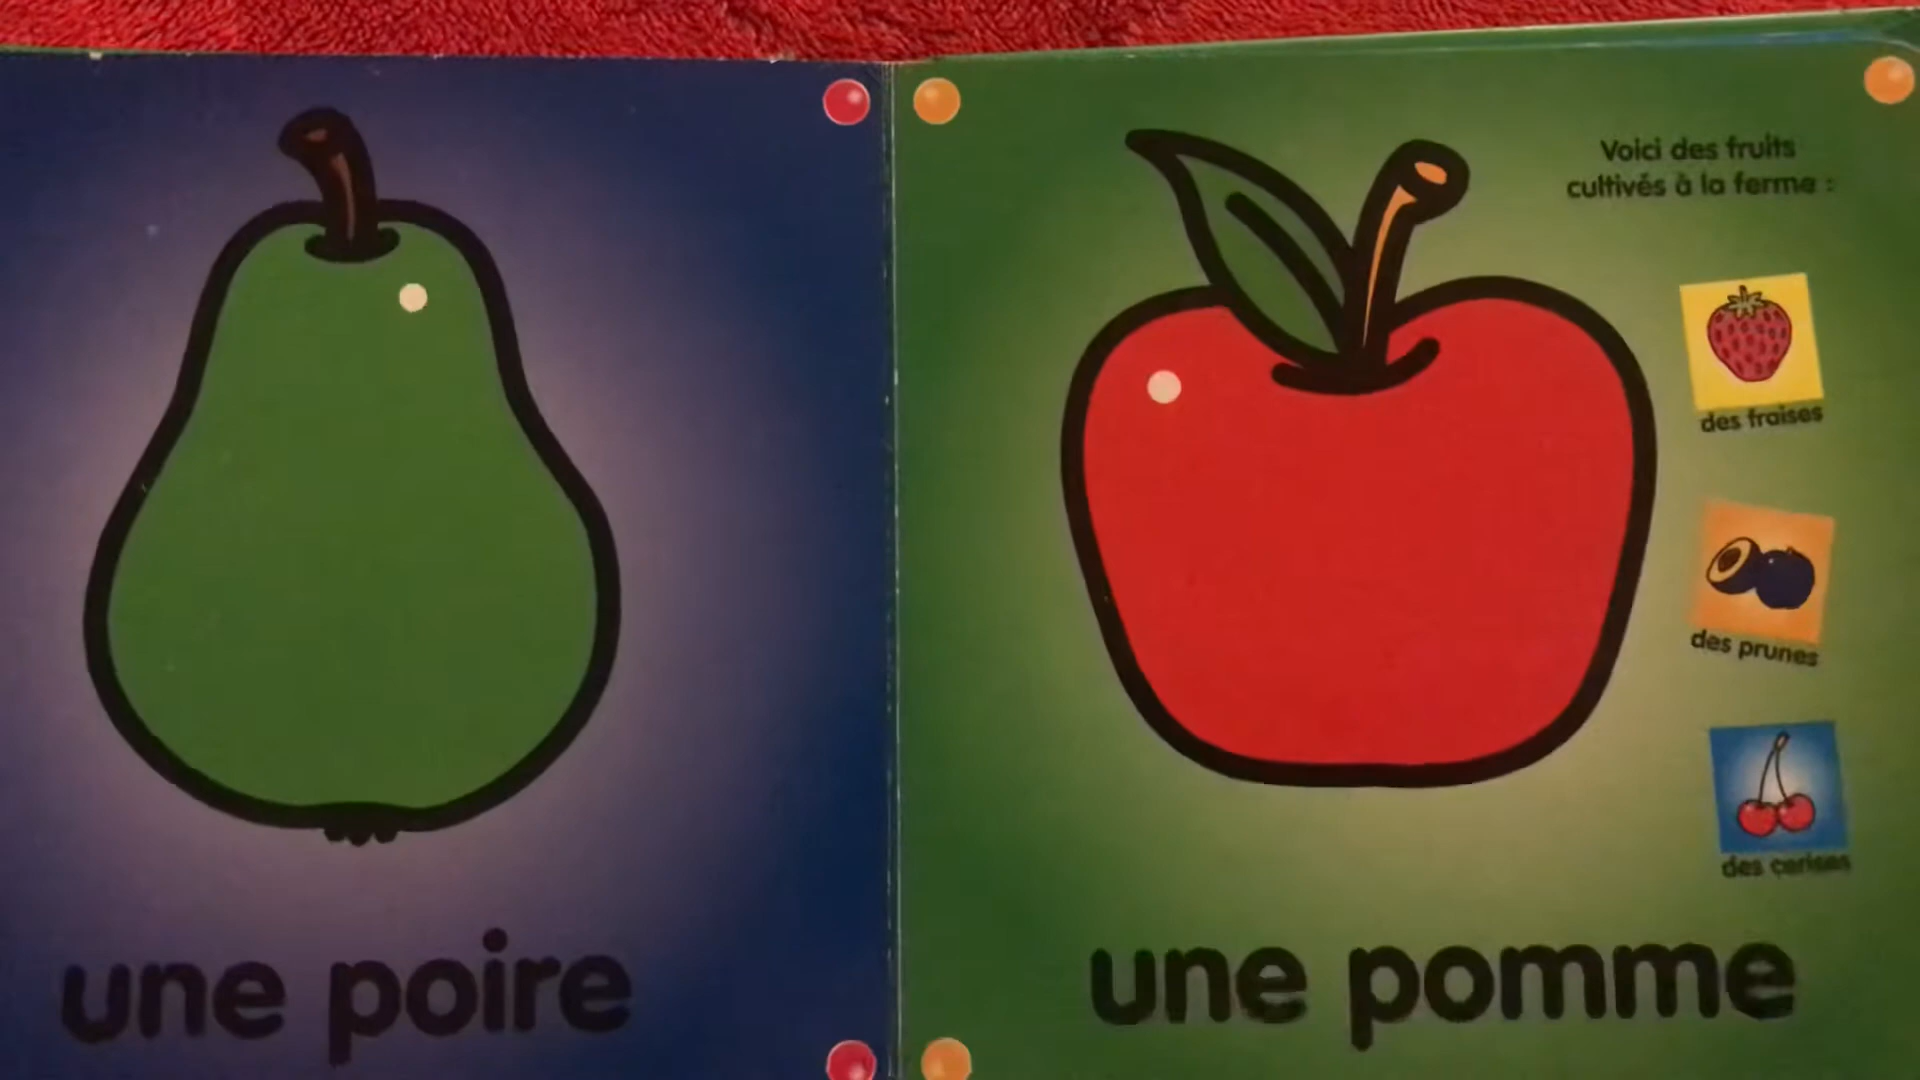 une poire
Voici des fruits
cultivés à la ferme :
des fraises
des prunes
des cerises
une pomme